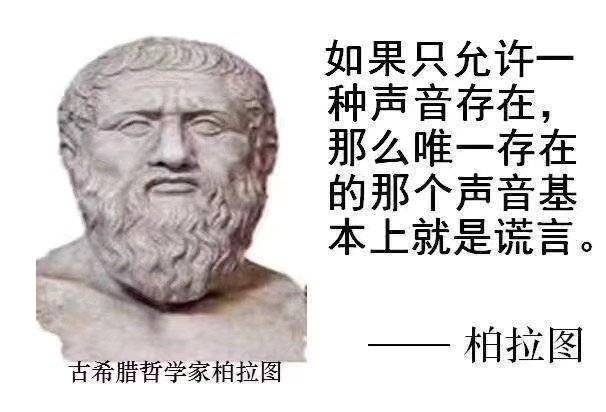 如果只允许一
种声音存在，
那么唯一存在
的那个声音基
本上就是谎言。
—— 柏拉图
古希腊哲学家柏拉图